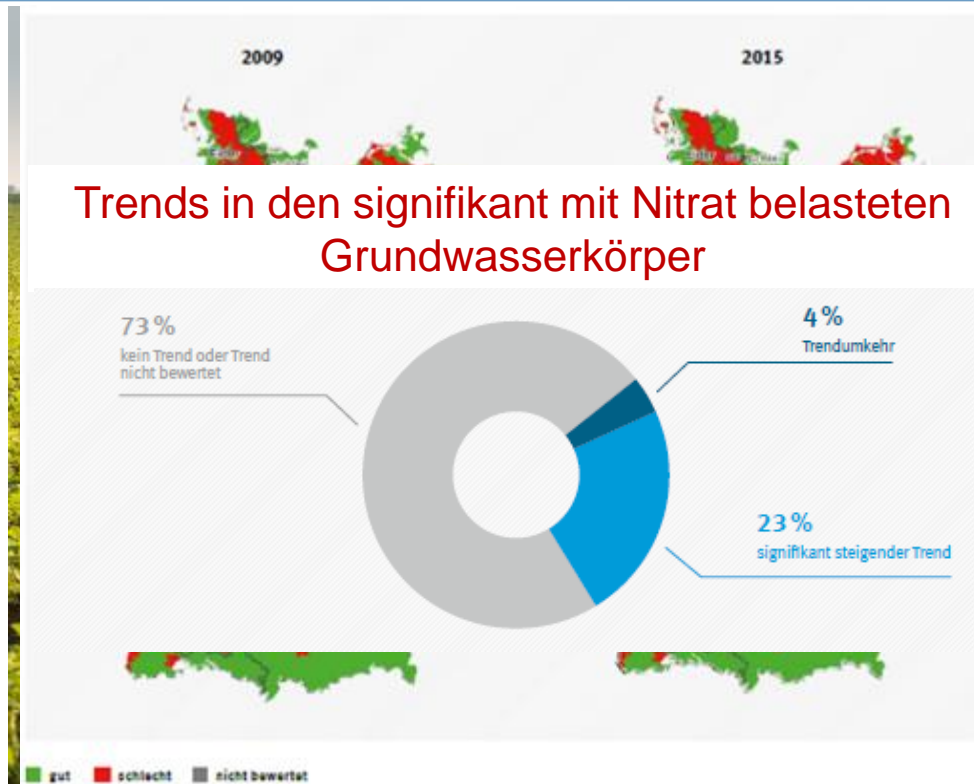 2009
2015
Trends in den signifikant mit Nitrat belasteten
Grundwasserkörper
73 %
kein Trend oder Trend
nicht bewertet
4 %
Trendumkehr
23 %
signifikant steigender Trend
gut schlecht nicht bewertet